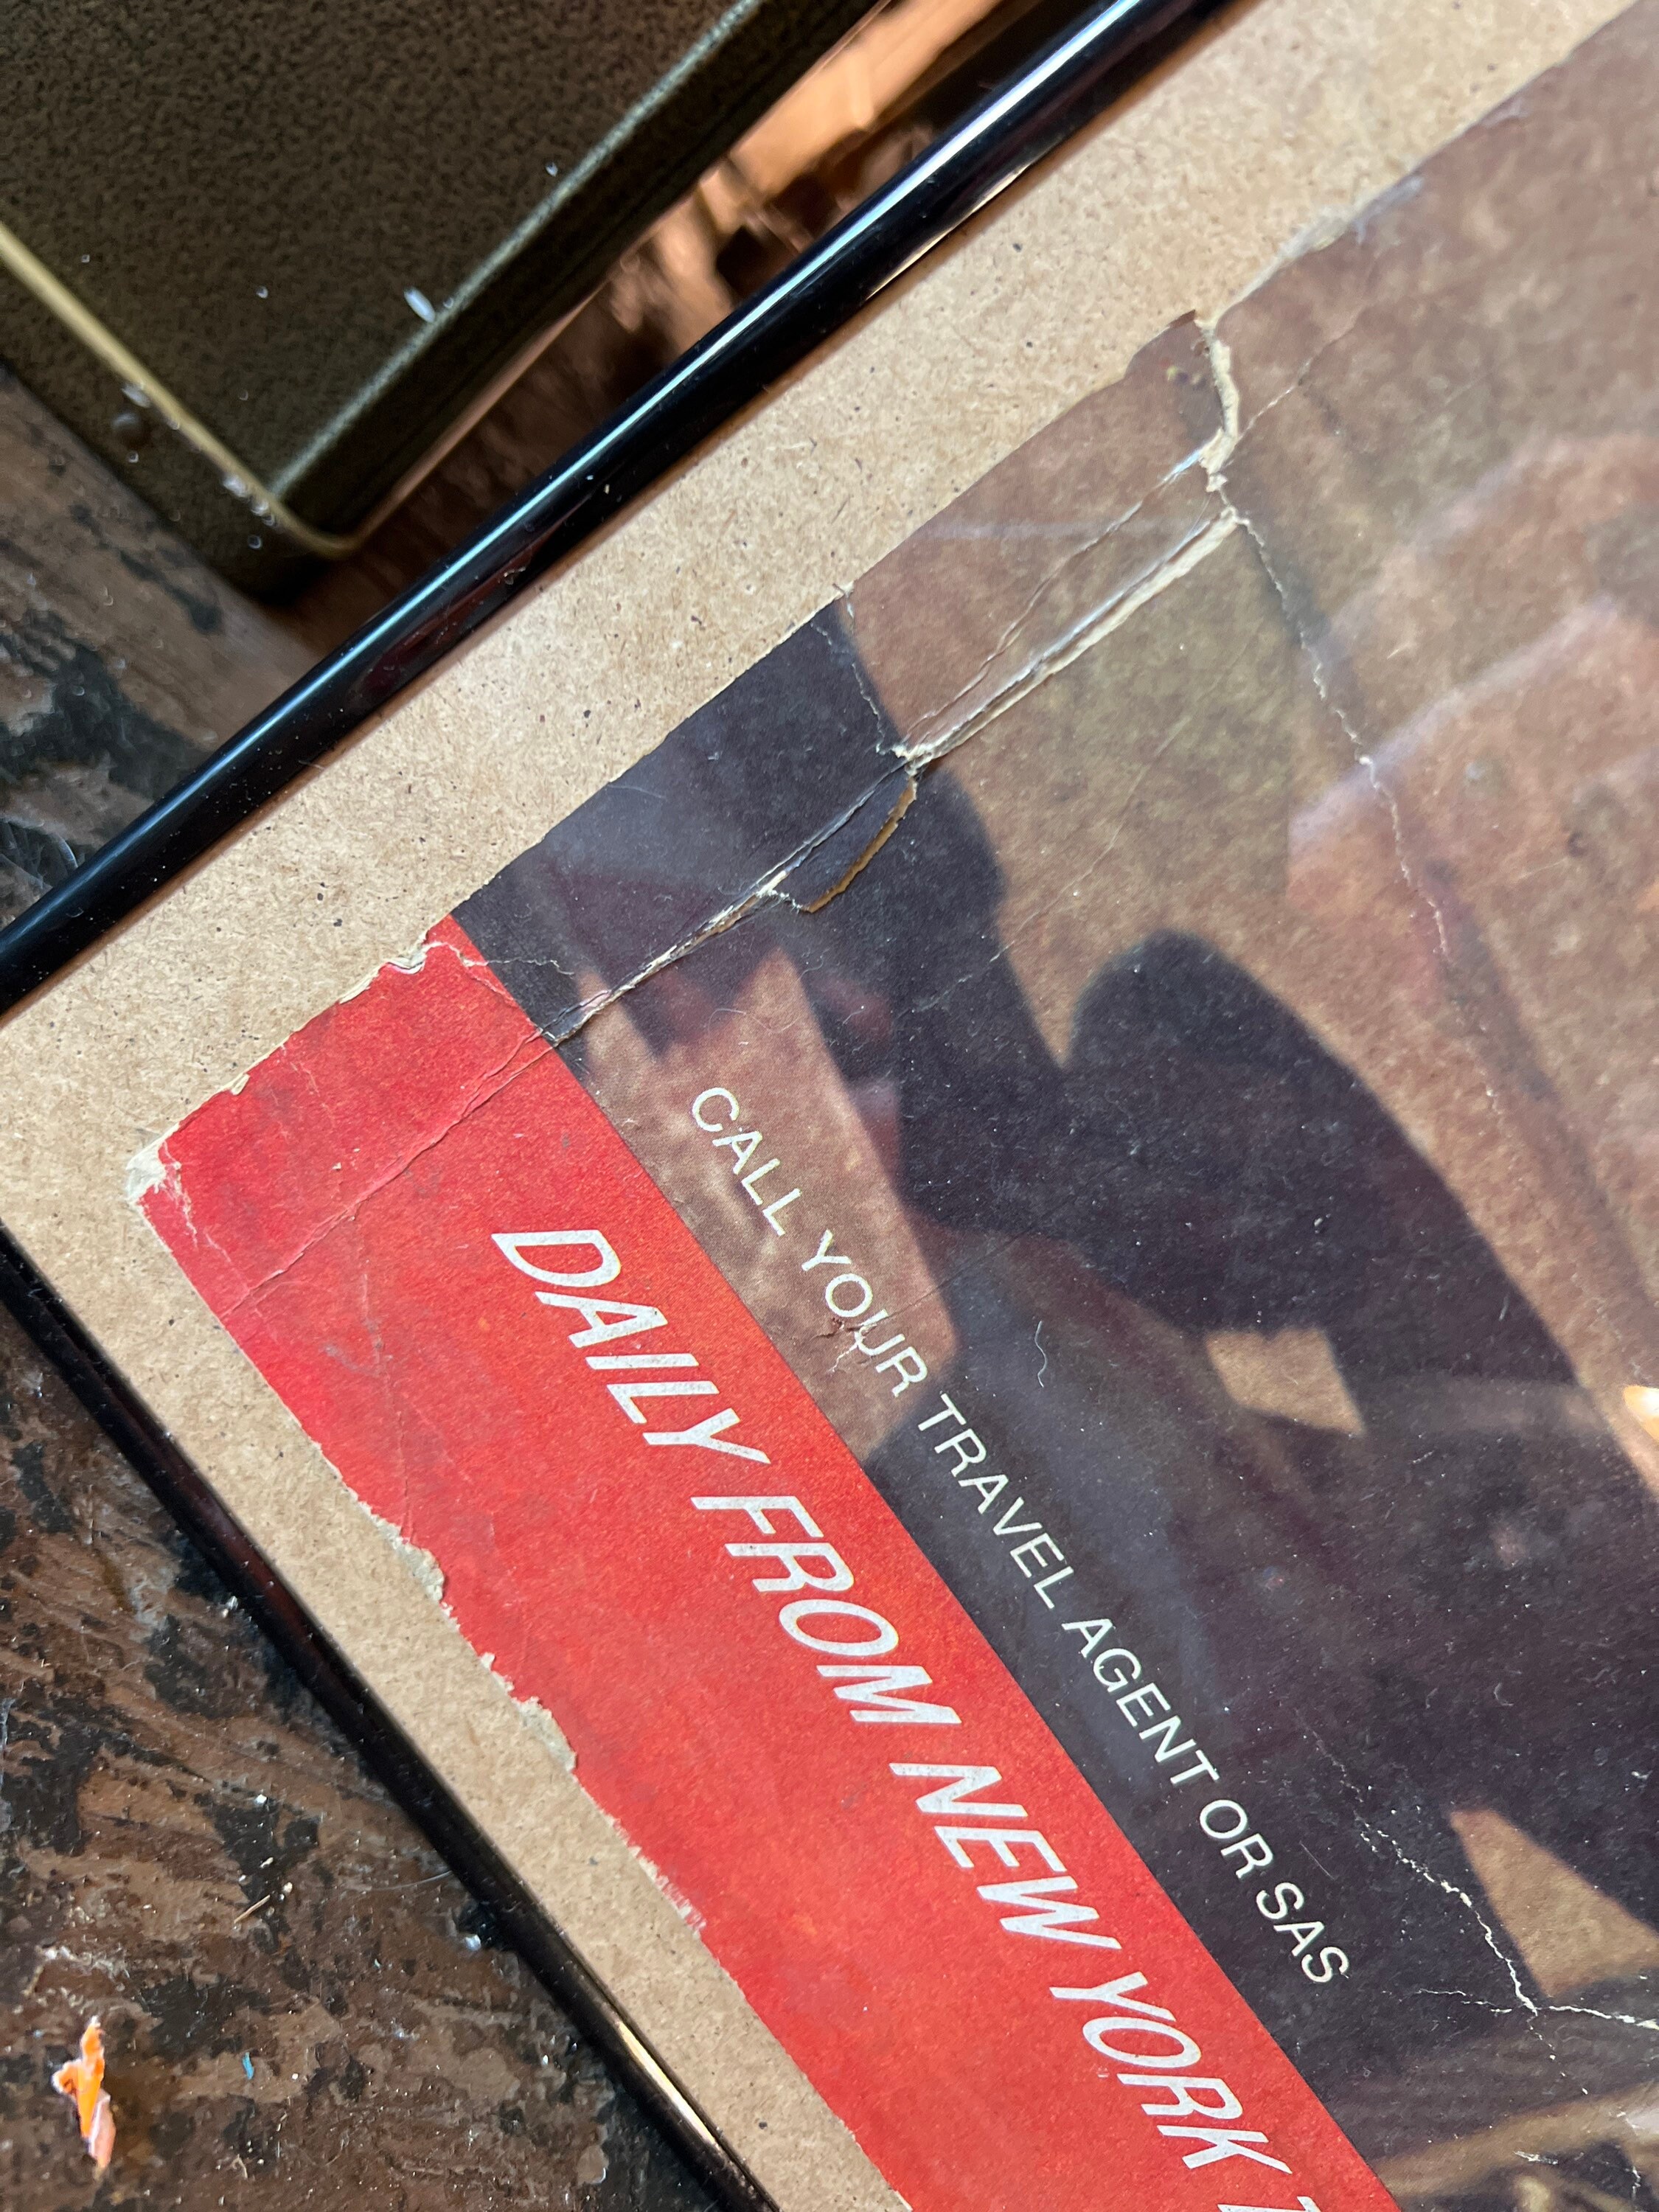 CALL YOUR TRAVEL AGENT OR SAS
DAILY FROM NEW YORK